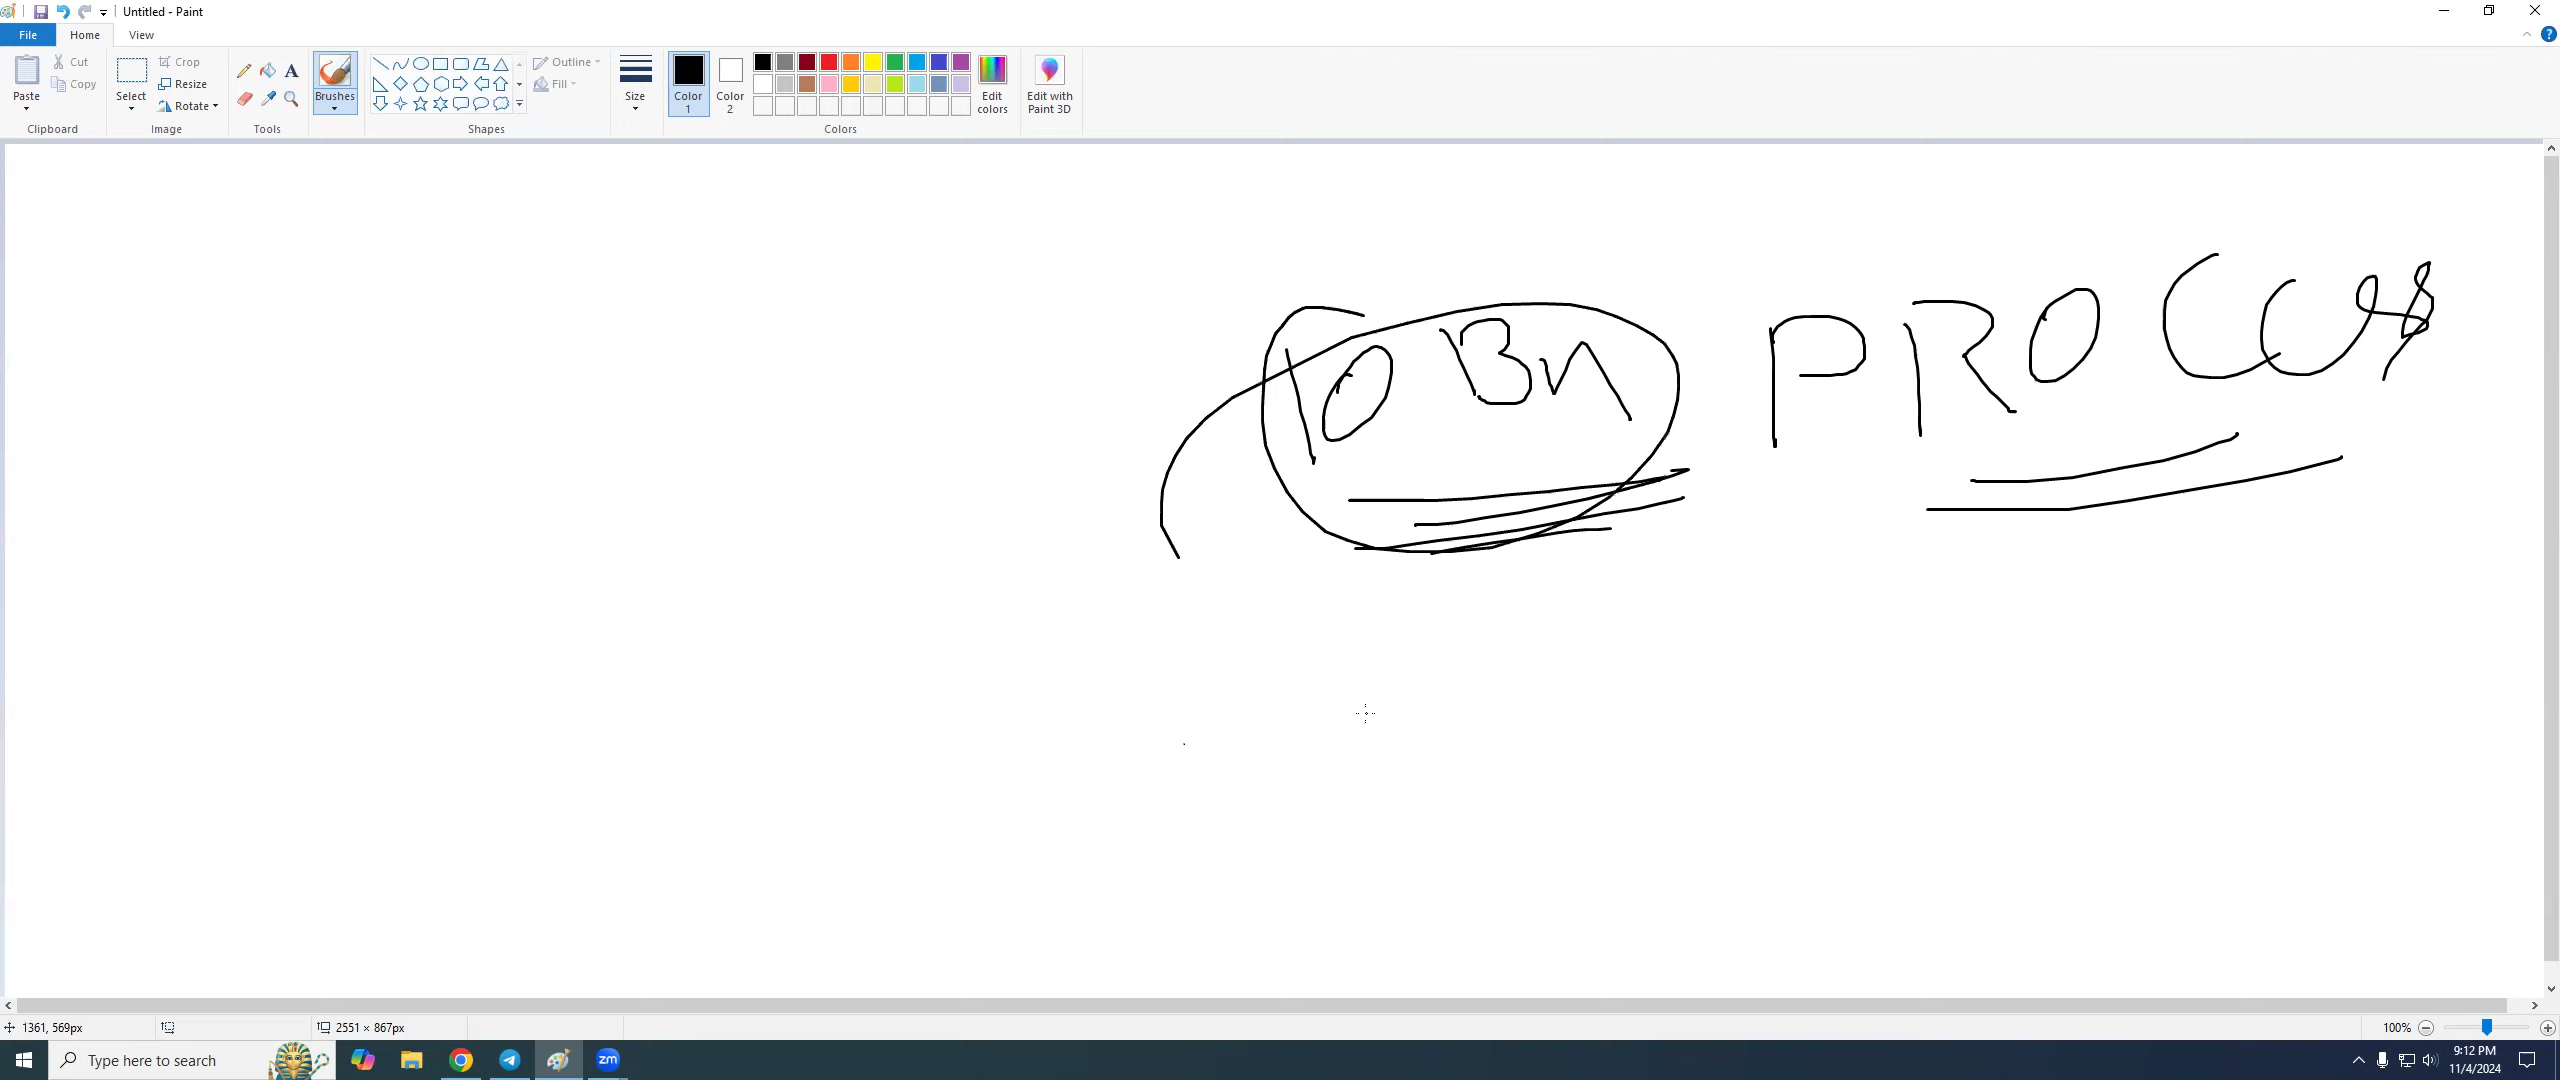 Untitled - Paint
File Home View
Paste
Cut
Copy
Clipboard
Select
Crop
Resize
Rotate
Image
Tools
Brushes
Shapes
Outline
Fill
Size
Color 1
Color 2
Colors
Edit colors
Edit with Paint 3D
10 Bn PROCCes
1361, 569px
2551 × 867px
100%
Type here to search
zm
9:12 PM
11/4/2024